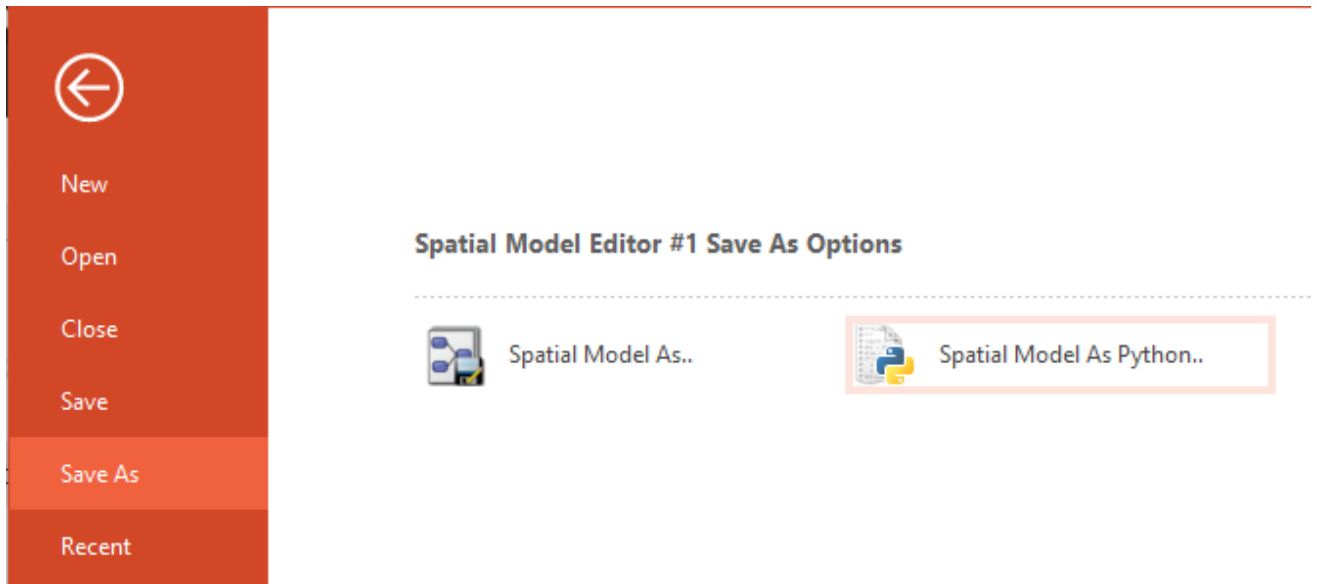 New
Open
Close
Save
Save As
Recent
Spatial Model Editor #1 Save As Options
Spatial Model As..
Spatial Model As Python..